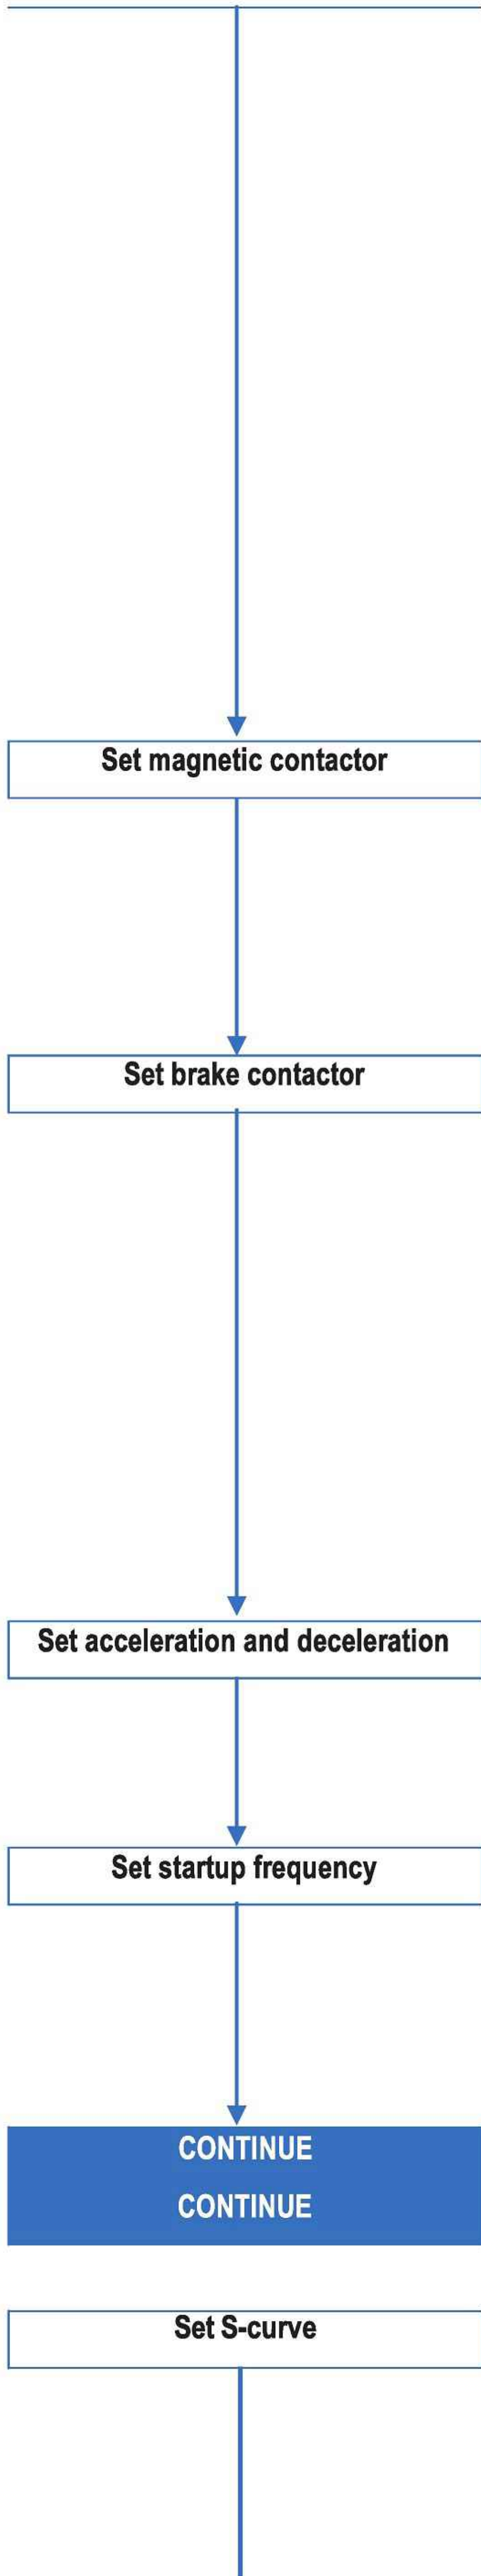 Set magnetic contactor
Set brake contactor
Set acceleration and deceleration
Set startup frequency
CONTINUE
CONTINUE
Set S-curve